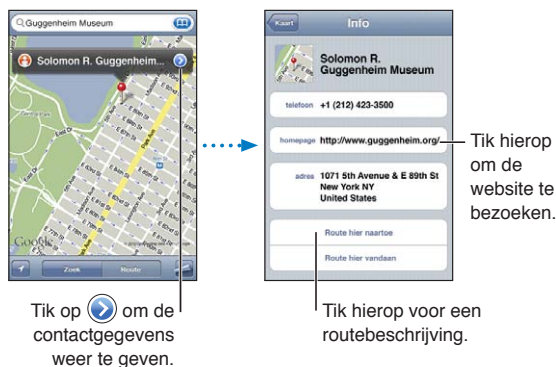 Guggenheim Museum
Solomon R. Guggenheim...
Google
Zoek
Route
Tik op om de
contactgegevens
weer te geven.
Kaart
Info
Solomon R.
Guggenheim Museum
telefoon +1 (212) 423-3500
homepage http://www.guggenheim.org/
adres 1071 5th Avenue & E 89th St
New York NY
United States
Route hier naartoe
Route hier vandaan
Tik hierop
om de
website te
bezoeken.
Tik hierop voor een
routebeschrijving.